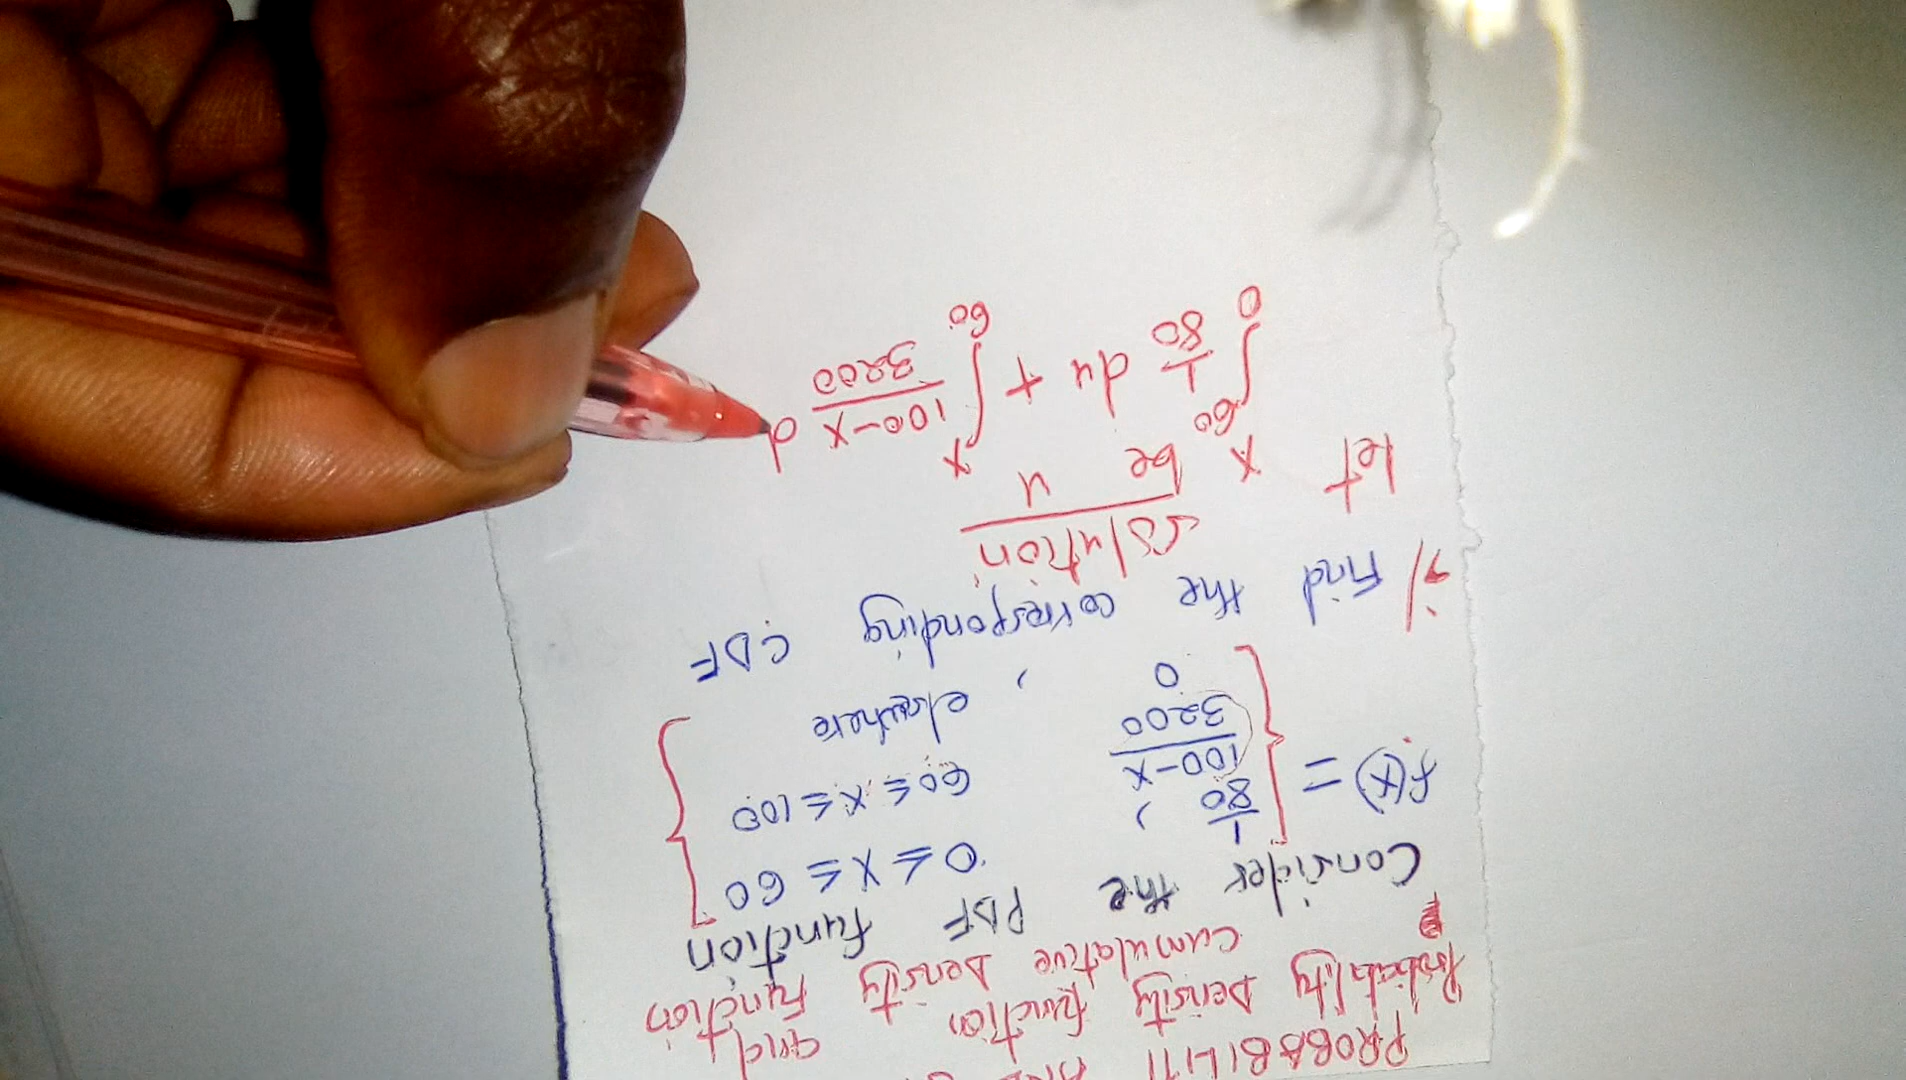 PROBABILITY
Probability Density function and
cumulative Density function
Consider the PDF function
f(x) = { 1/80 , 0 ≤ x ≤ 60
100-x/3200 60 ≤ x ≤ 100
0 , elsewhere }
i/ Find the corresponding CDF
solution
let x be u
∫₀⁶⁰ 1/80 du + ∫₆₀ˣ 100-x/3200 d